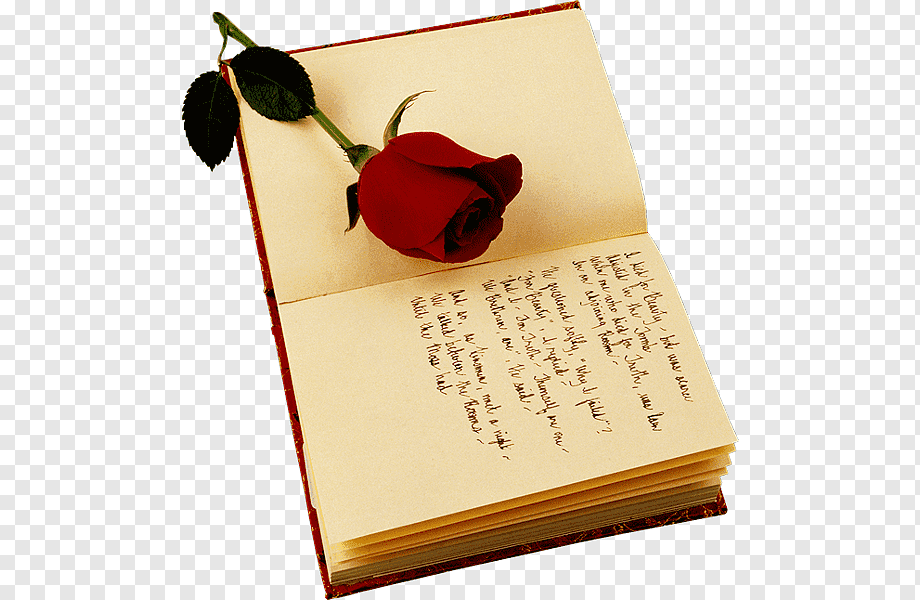 I died for Beauty – but was scarce
Adjusted in the Tomb
When one who died for Truth, was lain
In an adjoining Room –
He questioned softly, "Why I failed"?
"For Beauty", I replied –
"And I – For Truth – Themself are One –
We Brethren, are", He said –
And so, as Kinsmen, met a night –
We talked between the Rooms –
Until the Moss had